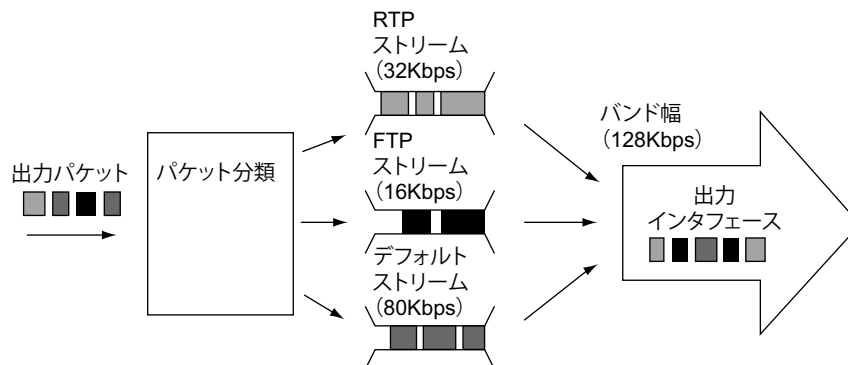 出力パケット
パケット分類
RTP
ストリーム
(32Kbps)
FTP
ストリーム
(16Kbps)
デフォルト
ストリーム
(80Kbps)
バンド幅
(128Kbps)
出力
インタフェース